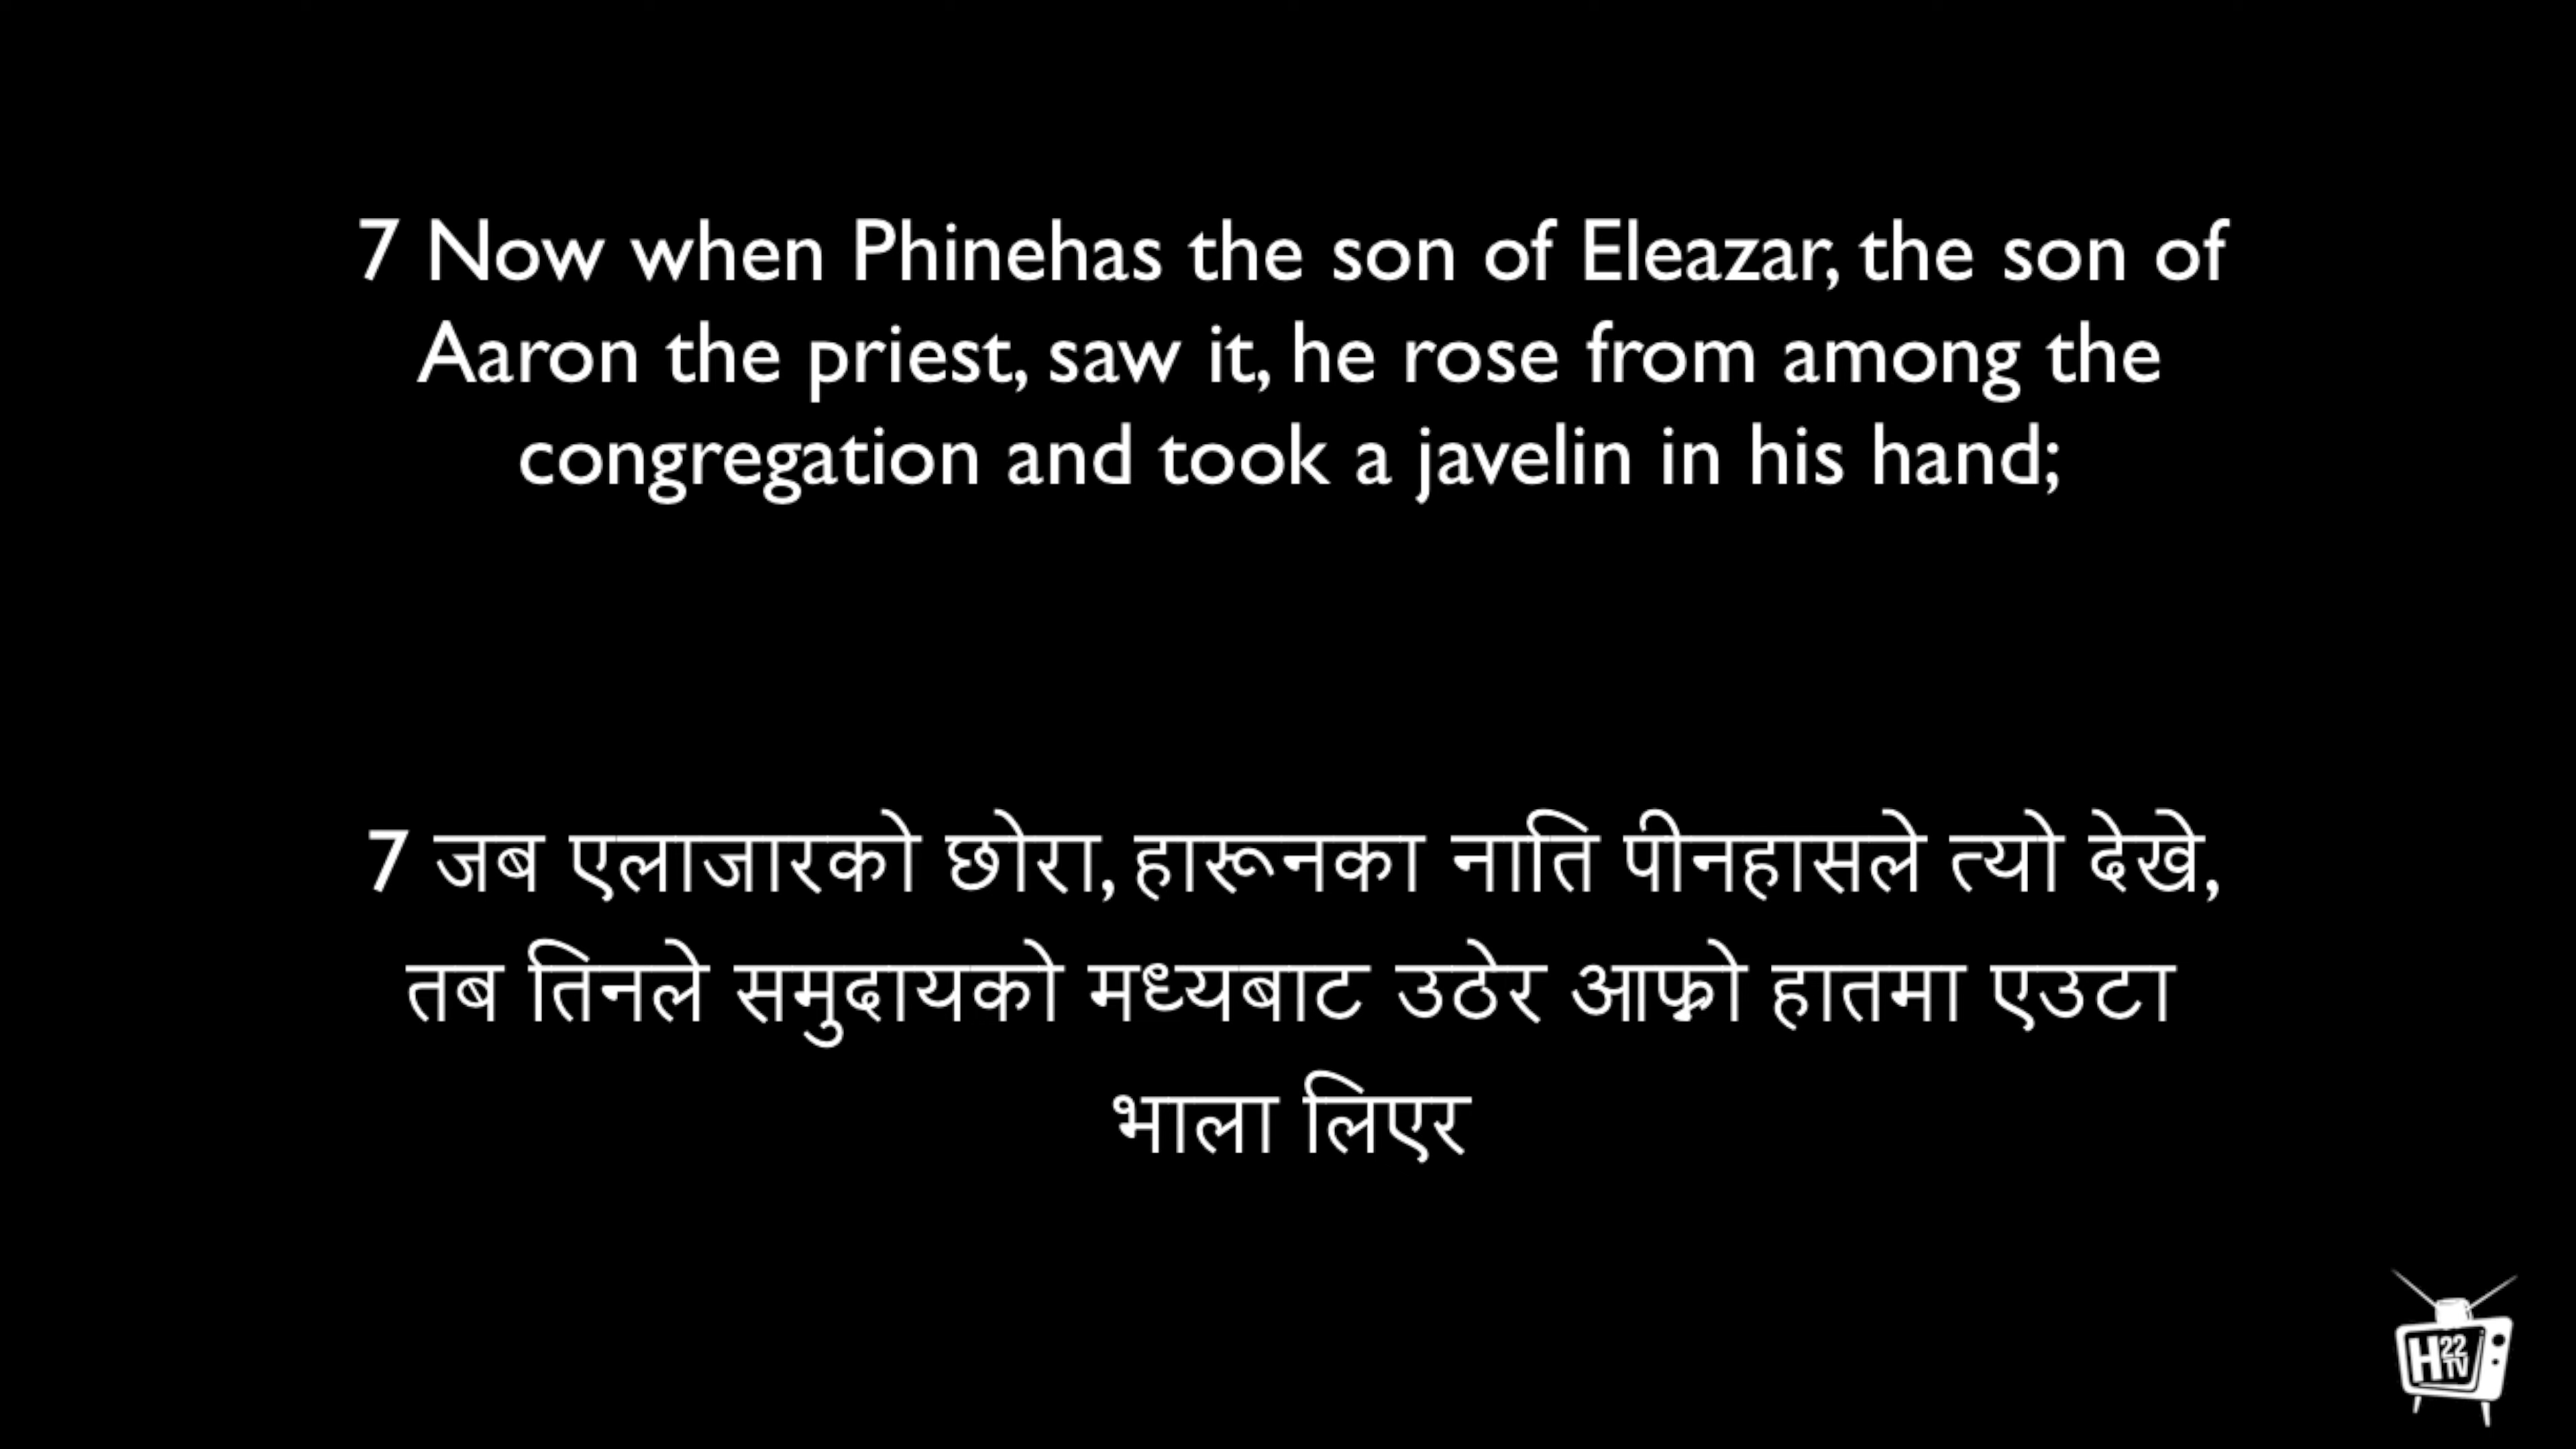 7 Now when Phinehas the son of Eleazar, the son of
Aaron the priest, saw it, he rose from among the
congregation and took a javelin in his hand;
7 जब एलाजारको छोरा, हारूनका नाति पीनहासले त्यो देखे,
तब तिनले समुदायको मध्यबाट उठेर आफ्नो हातमा एउटा
भाला लिएर
H22
TV